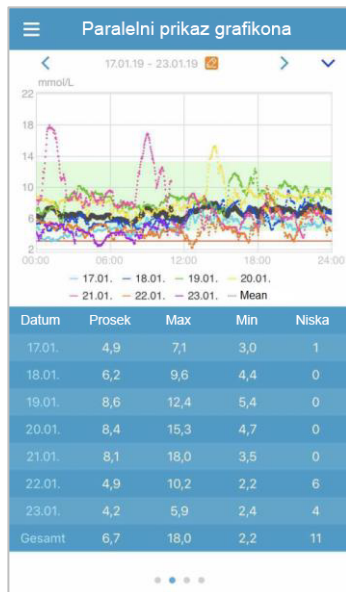 Paralelni prikaz grafikona
17.01.19 - 23.01.19
mmol/L
22
18
14
10
6
2
00:00 06:00 12:00 18:00 24:00
17.01. 18.01. 19.01. 20.01.
21.01. 22.01. 23.01. Mean
Datum Prosek Max Min Niska
17.01. 4,9 7,1 3,0 1
18.01. 6,2 9,6 4,4 0
19.01. 8,6 12,4 5,4 0
20.01. 8,4 15,3 4,7 0
21.01. 8,1 18,0 3,5 0
22.01. 4,9 10,2 2,2 6
23.01. 4,2 5,9 2,4 4
Gesamt 6,7 18,0 2,2 11